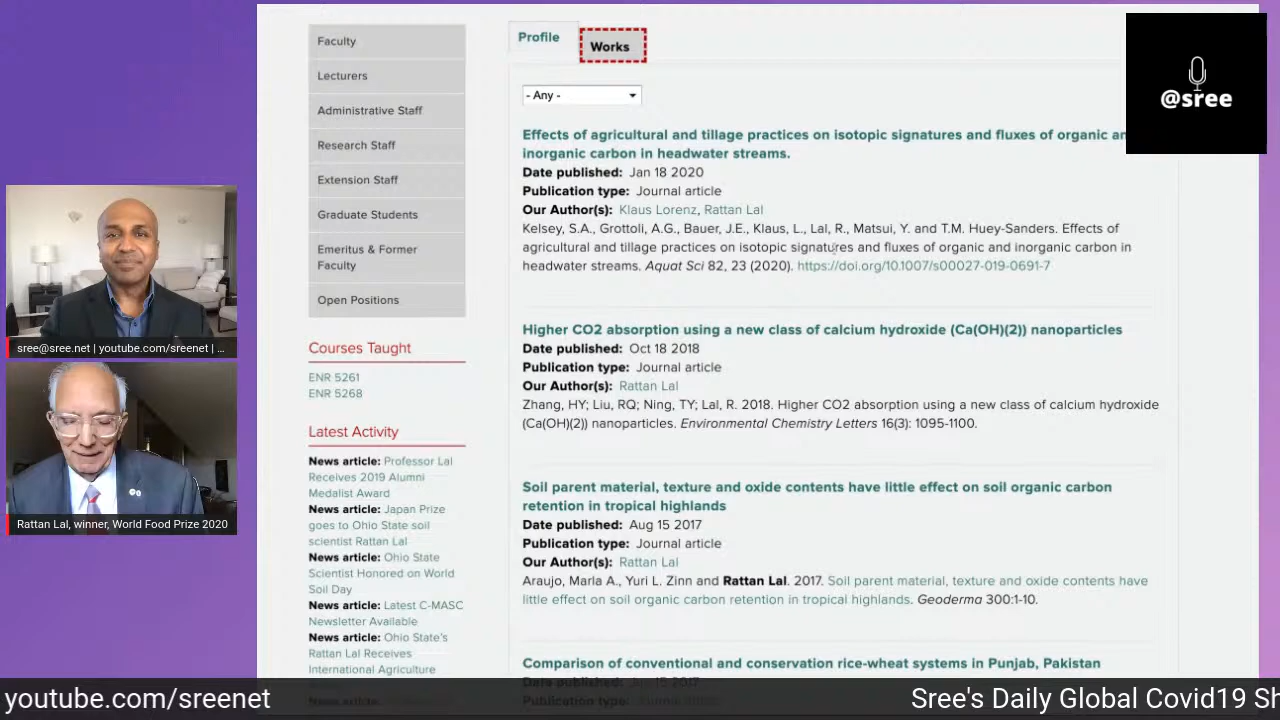 Faculty
Lecturers
Administrative Staff
Research Staff
Extension Staff
Graduate Students
Emeritus & Former
Faculty
Open Positions
Courses Taught
ENR 5261
ENR 5268
Latest Activity
News article: Professor Lal
Receives 2019 Alumni
Medalist Award
News article: Japan Prize
goes to Ohio State soil
scientist Rattan Lal
News article: Ohio State
Scientist Honored on World
Soil Day
News article: Latest C-MASC
Newsletter Available
News article: Ohio State's
Rattan Lal Receives
International Agriculture
Profile
Works
- Any -
Effects of agricultural and tillage practices on isotopic signatures and fluxes of organic an
inorganic carbon in headwater streams.
Date published: Jan 18 2020
Publication type: Journal article
Our Author(s): Klaus Lorenz, Rattan Lal
Kelsey, S.A., Grottoli, A.G., Bauer, J.E., Klaus, L., Lal, R., Matsui, Y. and T.M. Huey-Sanders. Effects of
agricultural and tillage practices on isotopic signatures and fluxes of organic and inorganic carbon in
headwater streams. Aquat Sci 82, 23 (2020). https://doi.org/10.1007/s00027-019-0691-7
Higher CO2 absorption using a new class of calcium hydroxide (Ca(OH)(2)) nanoparticles
Date published: Oct 18 2018
Publication type: Journal article
Our Author(s): Rattan Lal
Zhang, HY; Liu, RQ; Ning, TY; Lal, R. 2018. Higher CO2 absorption using a new class of calcium hydroxide
(Ca(OH)(2)) nanoparticles. Environmental Chemistry Letters 16(3): 1095-1100.
Soil parent material, texture and oxide contents have little effect on soil organic carbon
retention in tropical highlands
Date published: Aug 15 2017
Publication type: Journal article
Our Author(s): Rattan Lal
Araujo, Marla A., Yuri L. Zinn and Rattan Lal. 2017. Soil parent material, texture and oxide contents have
little effect on soil organic carbon retention in tropical highlands. Geoderma 300:1-10.
Comparison of conventional and conservation rice-wheat systems in Punjab, Pakistan
Date published:
@sree
sree@sree.net | youtube.com/sreenet | ...
Rattan Lal, winner, World Food Prize 2020
youtube.com/sreenet
Sree's Daily Global Covid19 Sh